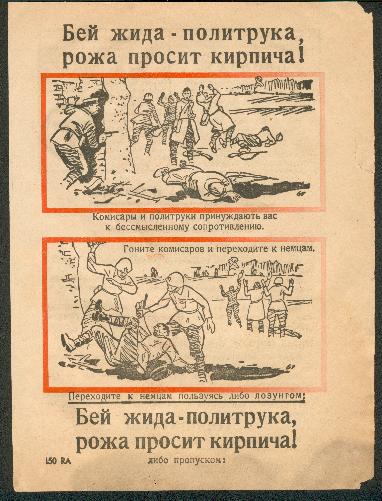 Бей жида - политрука,
рожа просит кирпича!
Комисары и политруки принуждають вас
к бессмысленному сопротивлению.
Гоните комисаров и переходите к немцам.
Переходите к немцам пользуясь либо лозунгом:
Бей жида-политрука,
рожа просит кирпича!
150 RA
либо пропуском: